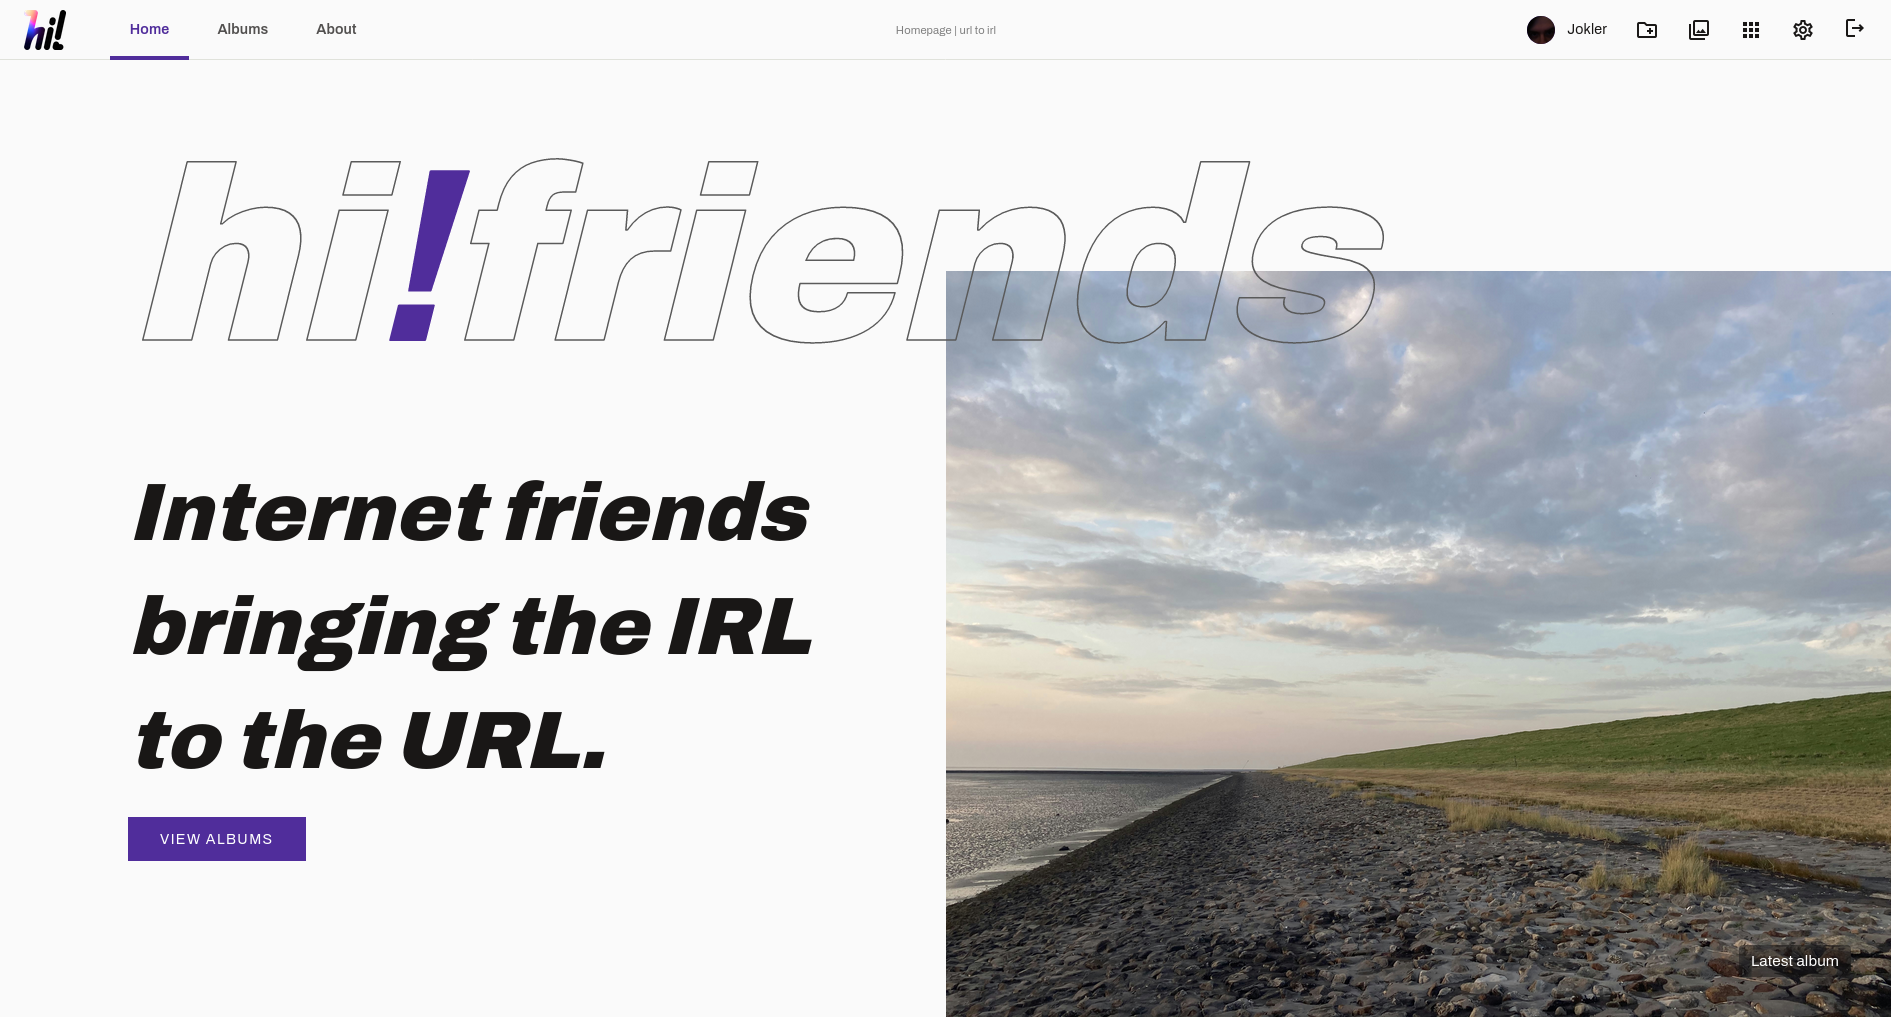 hi!
Home
Albums
About
Homepage | url to irl
Jokler
hi!friends
Internet friends
bringing the IRL
to the URL.
VIEW ALBUMS
Latest album